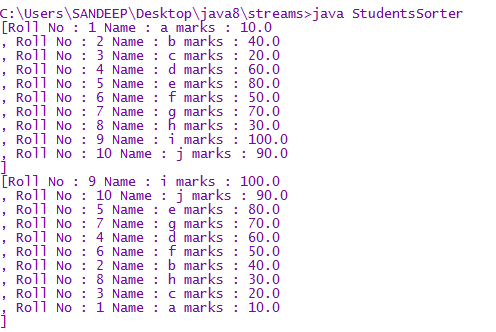 C:\Users\SANDEEP\Desktop\java8\streams>java StudentsSorter
[Roll No : 1 Name : a marks : 10.0
, Roll No : 2 Name : b marks : 40.0
, Roll No : 3 Name : c marks : 20.0
, Roll No : 4 Name : d marks : 60.0
, Roll No : 5 Name : e marks : 80.0
, Roll No : 6 Name : f marks : 50.0
, Roll No : 7 Name : g marks : 70.0
, Roll No : 8 Name : h marks : 30.0
, Roll No : 9 Name : i marks : 100.0
, Roll No : 10 Name : j marks : 90.0
]
[Roll No : 9 Name : i marks : 100.0
, Roll No : 10 Name : j marks : 90.0
, Roll No : 5 Name : e marks : 80.0
, Roll No : 7 Name : g marks : 70.0
, Roll No : 4 Name : d marks : 60.0
, Roll No : 6 Name : f marks : 50.0
, Roll No : 2 Name : b marks : 40.0
, Roll No : 8 Name : h marks : 30.0
, Roll No : 3 Name : c marks : 20.0
, Roll No : 1 Name : a marks : 10.0
]